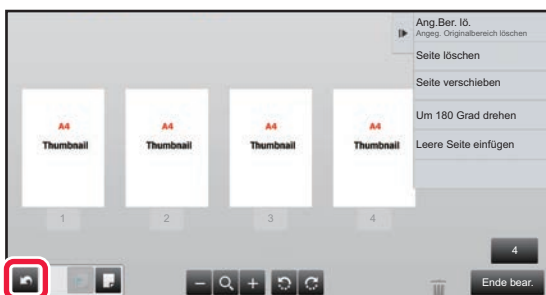 Ang.Ber. lö.
Angeg. Originalbereich löschen
Seite löschen
Seite verschieben
Um 180 Grad drehen
Leere Seite einfügen
A4 A4 A4 A4
Thumbnail Thumbnail Thumbnail Thumbnail
1 2 3 4
4
Ende bear.